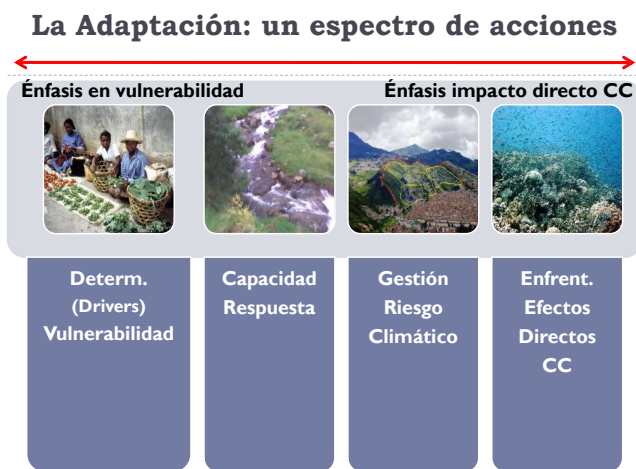 La Adaptación: un espectro de acciones
Énfasis en vulnerabilidad
Énfasis impacto directo CC
Determ.
(Drivers)
Vulnerabilidad
Capacidad
Respuesta
Gestión
Riesgo
Climático
Enfrent.
Efectos
Directos
CC